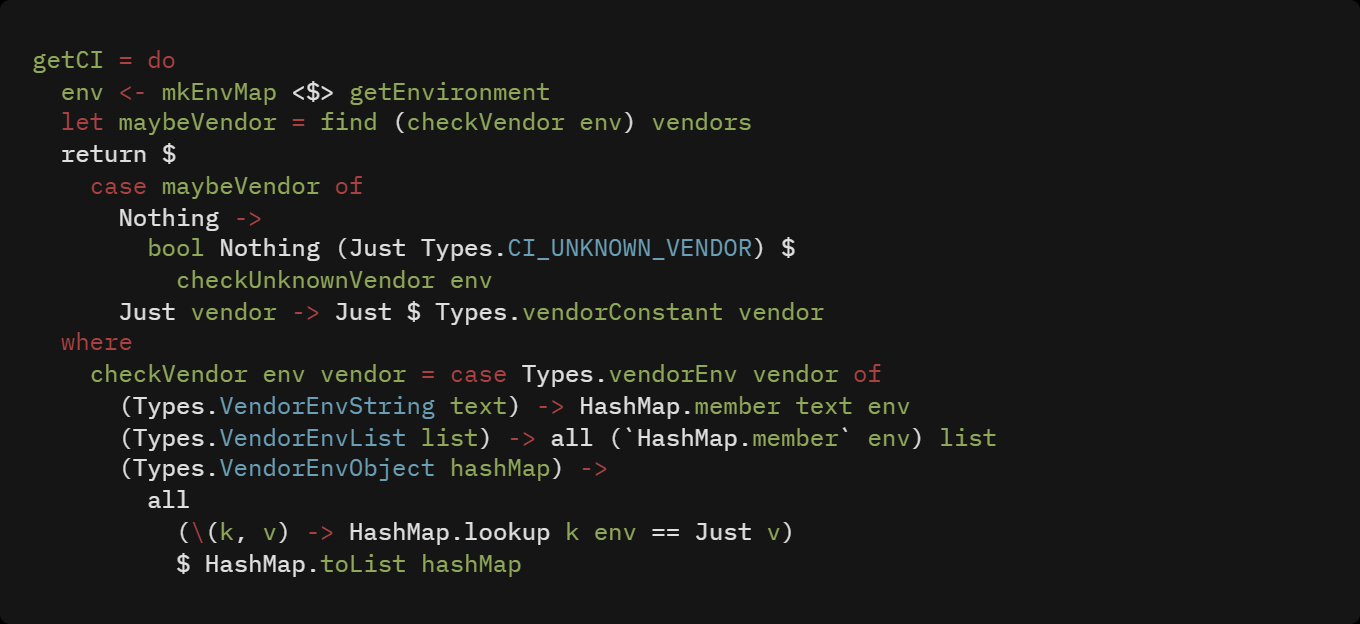 getCI = do
  env <- mkEnvMap <$> getEnvironment
  let maybeVendor = find (checkVendor env) vendors
  return $
    case maybeVendor of
      Nothing ->
        bool Nothing (Just Types.CI_UNKNOWN_VENDOR) $
          checkUnknownVendor env
      Just vendor -> Just $ Types.vendorConstant vendor
  where
    checkVendor env vendor = case Types.vendorEnv vendor of
      (Types.VendorEnvString text) -> HashMap.member text env
      (Types.VendorEnvList list) -> all (`HashMap.member` env) list
      (Types.VendorEnvObject hashMap) ->
        all
          (\(k, v) -> HashMap.lookup k env == Just v)
          $ HashMap.toList hashMap